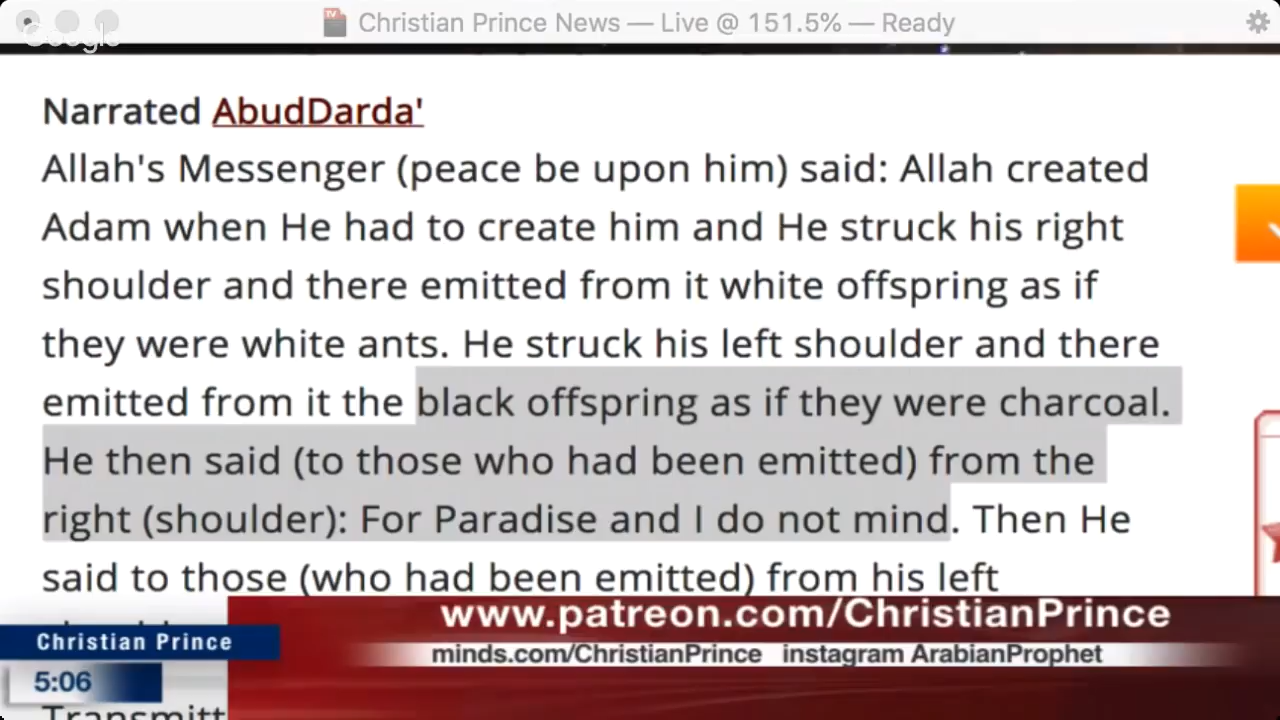 Christian Prince News — Live @ 151.5% — Ready
Google
Narrated AbudDarda'
Allah's Messenger (peace be upon him) said: Allah created
Adam when He had to create him and He struck his right
shoulder and there emitted from it white offspring as if
they were white ants. He struck his left shoulder and there
emitted from it the black offspring as if they were charcoal.
He then said (to those who had been emitted) from the
right (shoulder): For Paradise and I do not mind. Then He
said to those (who had been emitted) from his left
www.patreon.com/ChristianPrince
Christian Prince
minds.com/ChristianPrince instagram ArabianProphet
5:06